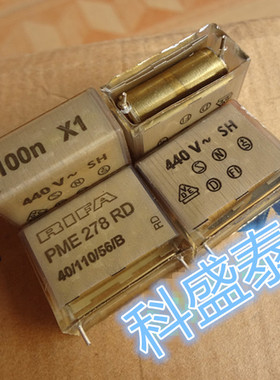 100n X1
440 V~ SH
440 V~ SH
RIFA
PME 278 RD
RD
40/110/56/B
科盛泰